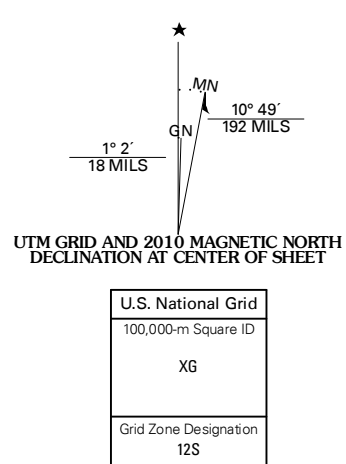 ★
MN
10° 49´
192 MILS
GN
1° 2´
18 MILS
UTM GRID AND 2010 MAGNETIC NORTH
DECLINATION AT CENTER OF SHEET
U.S. National Grid
100,000-m Square ID
XG
Grid Zone Designation
12S